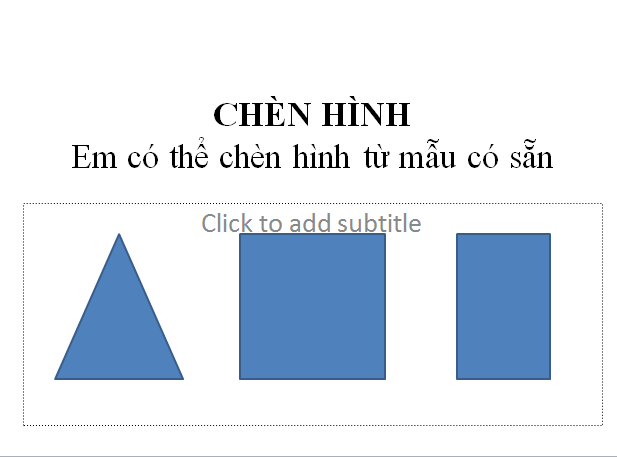 CHÈN HÌNH
Em có thể chèn hình từ mẫu có sẵn
Click to add subtitle